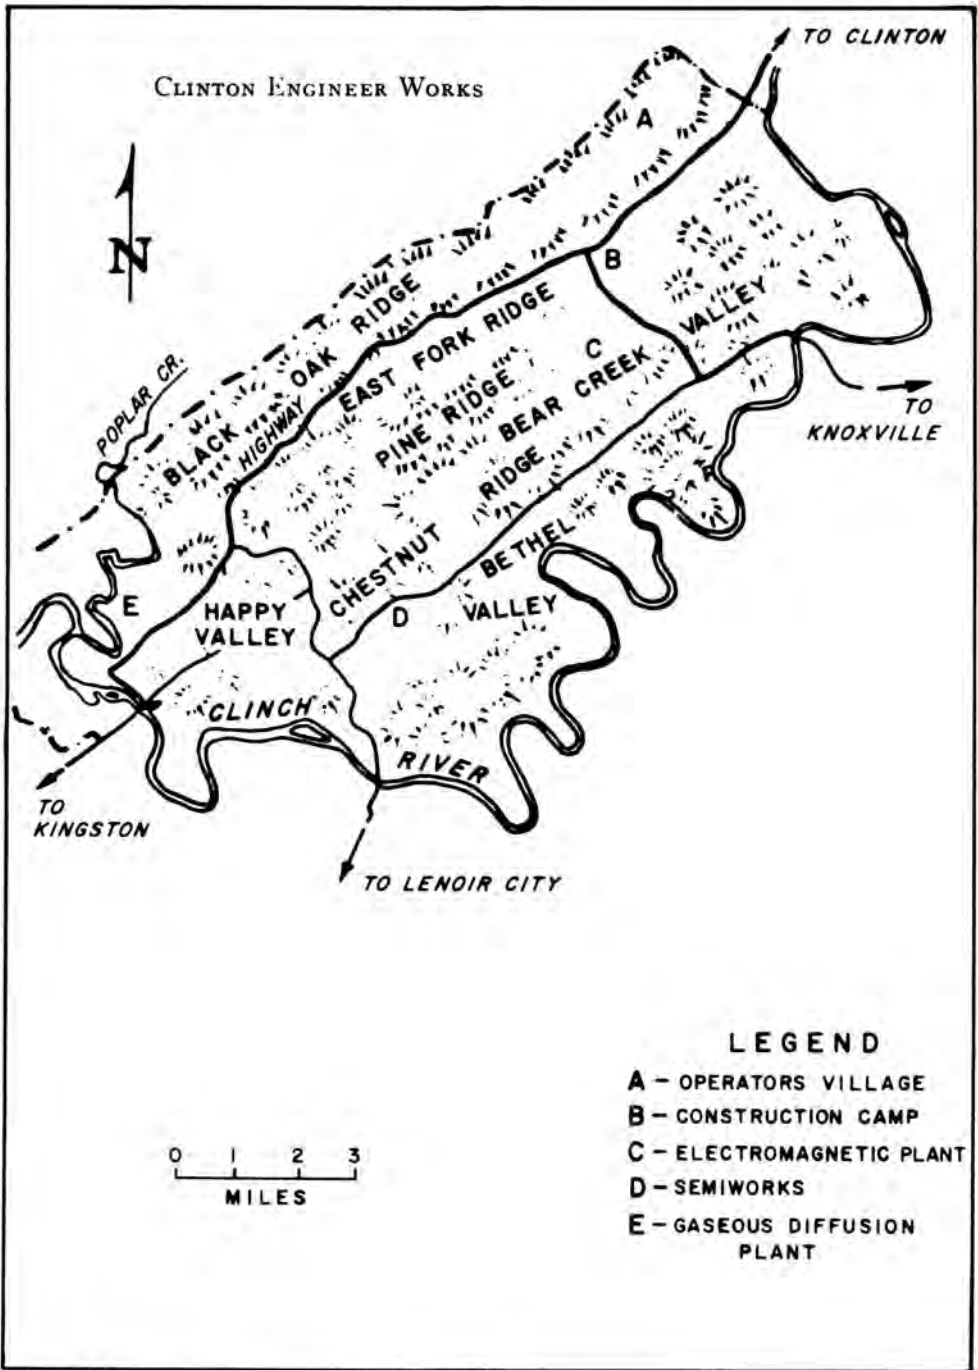 TO CLINTON
CLINTON ENGINEER WORKS
A
N
B
BLACK OAK RIDGE
HIGHWAY
EAST FORK RIDGE
VALLEY
POPLAR CR.
C
PINE RIDGE
BEAR CREEK
TO
KNOXVILLE
CHESTNUT RIDGE
BETHEL
VALLEY
E
HAPPY
VALLEY
D
CLINCH
RIVER
TO
KINGSTON
TO LENOIR CITY
LEGEND
A – OPERATORS VILLAGE
B – CONSTRUCTION CAMP
C – ELECTROMAGNETIC PLANT
D – SEMIWORKS
E – GASEOUS DIFFUSION
PLANT
0 1 2 3
MILES